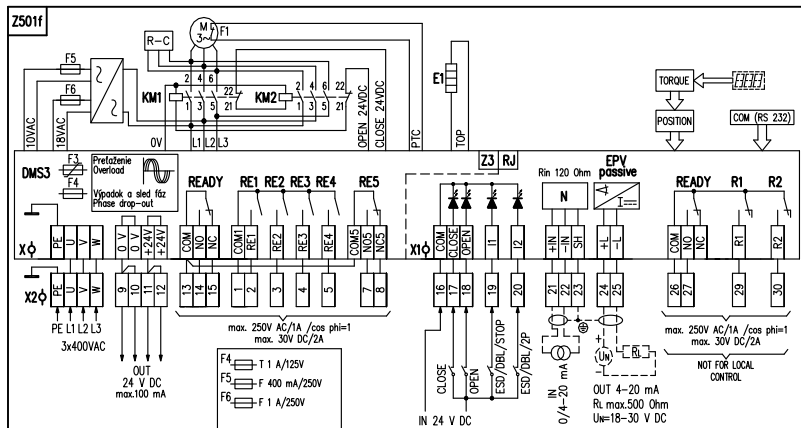 Z501f
R-C
M
3~
F1
F5
F6
10VAC
18VAC
KM1
2 4 6
1 3 5
22
21
KM2
2 4 6
1 3 5
22
21
0V
L1 L2 L3
OPEN 24VDC
CLOSE 24VDC
PTC
E1
TOP
TORQUE
POSITION
COM (RS 232)
DMS3
F3
F4
Preťaženie
Overload
Výpadok a sled fáz
Phase drop-out
READY
RE1 RE2 RE3 RE4
RE5
Z3 RJ
Rin 120 Ohm
N
EPV
passive
I=
READY
R1
R2
X
PE U V W
0 V 0 V +24V +24V
COM NO NC
COM1 RE1 RE2 RE3 RE4
COM5 NO5 NC5
X1
COM CLOSE OPEN I1 I2
+IN -IN SH
+L -L
COM NO NC
R1
R2
X2
PE U V W
9 10 11 12
13 14 15
1 2 3 4 5
7 8
16 17 18 19 20
21 22 23
24 25
26 27 29 30
PE L1 L2 L3
3x400VAC
OUT
24 V DC
max.100 mA
max. 250V AC/1A /cos phi=1
max. 30V DC/2A
F4 T 1 A/125V
F5 F 400 mA/250V
F6 F 1 A/250V
CLOSE
OPEN
ESD/DBL/STOP
ESD/DBL/2P
IN 24 V DC
IN
0/4-20 mA
+
UN
-
RL
OUT 4-20 mA
RL max.500 Ohm
UN=18-30 V DC
max. 250V AC/1A /cos phi=1
max. 30V DC/2A
NOT FOR LOCAL
CONTROL